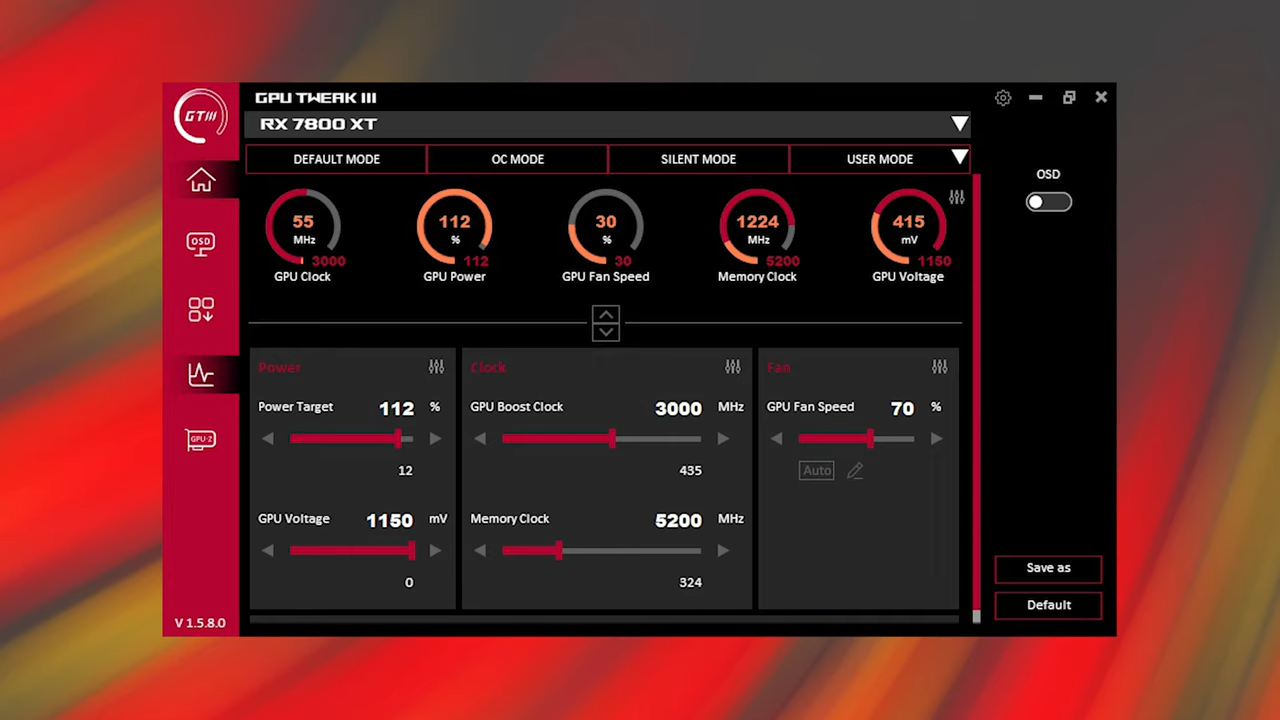 GTIII
GPU TWEAK III
RX 7800 XT
DEFAULT MODE
OC MODE
SILENT MODE
USER MODE
OSD
55
MHz
3000
GPU Clock
112
%
112
GPU Power
30
%
30
GPU Fan Speed
1224
MHz
5200
Memory Clock
415
mV
1150
GPU Voltage
OSD
GPU-Z
Power
Power Target 112 %
12
GPU Voltage 1150 mV
0
Clock
GPU Boost Clock 3000 MHz
435
Memory Clock 5200 MHz
324
Fan
GPU Fan Speed 70 %
Auto
Save as
Default
V 1.5.8.0